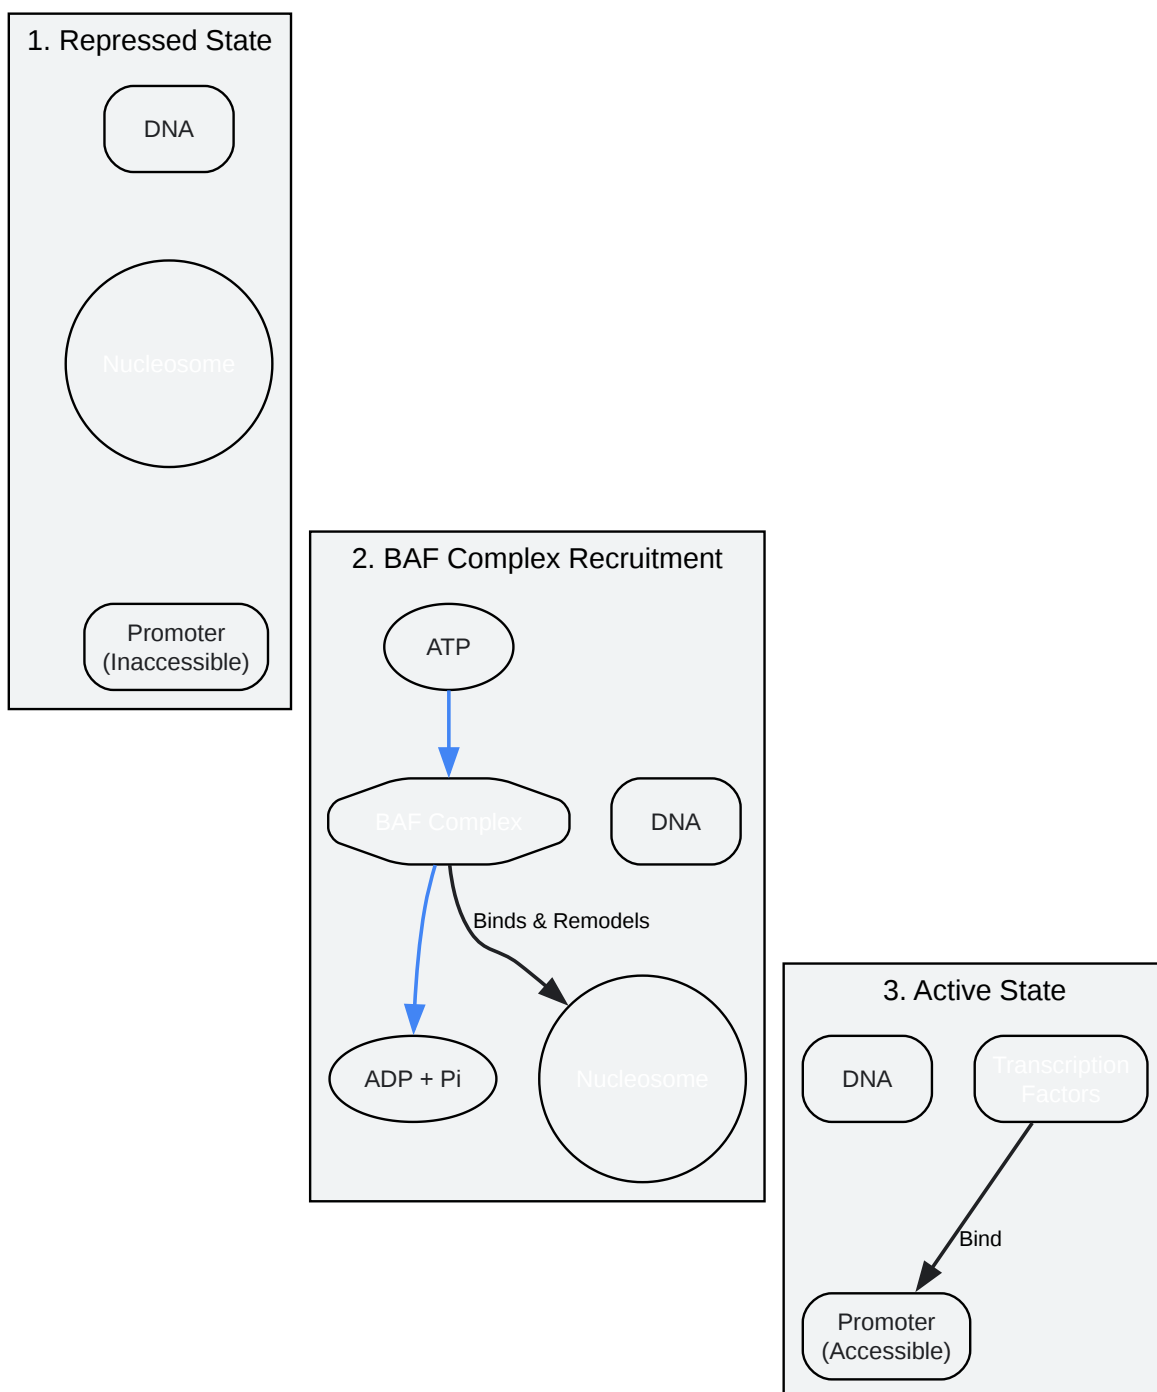 1. Repressed State
DNA
Nucleosome
Promoter
(Inaccessible)
2. BAF Complex Recruitment
ATP
BAF Complex
DNA
Binds & Remodels
ADP + Pi
Nucleosome
3. Active State
DNA
Transcription
Factors
Bind
Promoter
(Accessible)